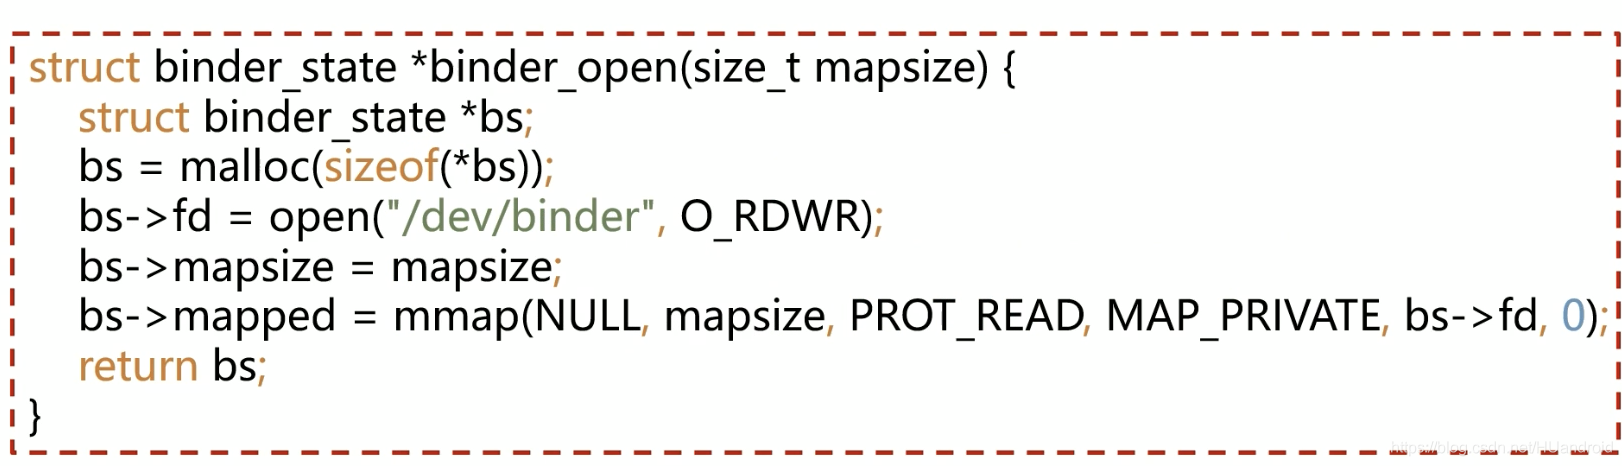 struct binder_state *binder_open(size_t mapsize) {
struct binder_state *bs;
bs = malloc(sizeof(*bs));
bs->fd = open("/dev/binder", O_RDWR);
bs->mapsize = mapsize;
bs->mapped = mmap(NULL, mapsize, PROT_READ, MAP_PRIVATE, bs->fd, 0);
return bs;
}
https://blog.csdn.net/HUandroid